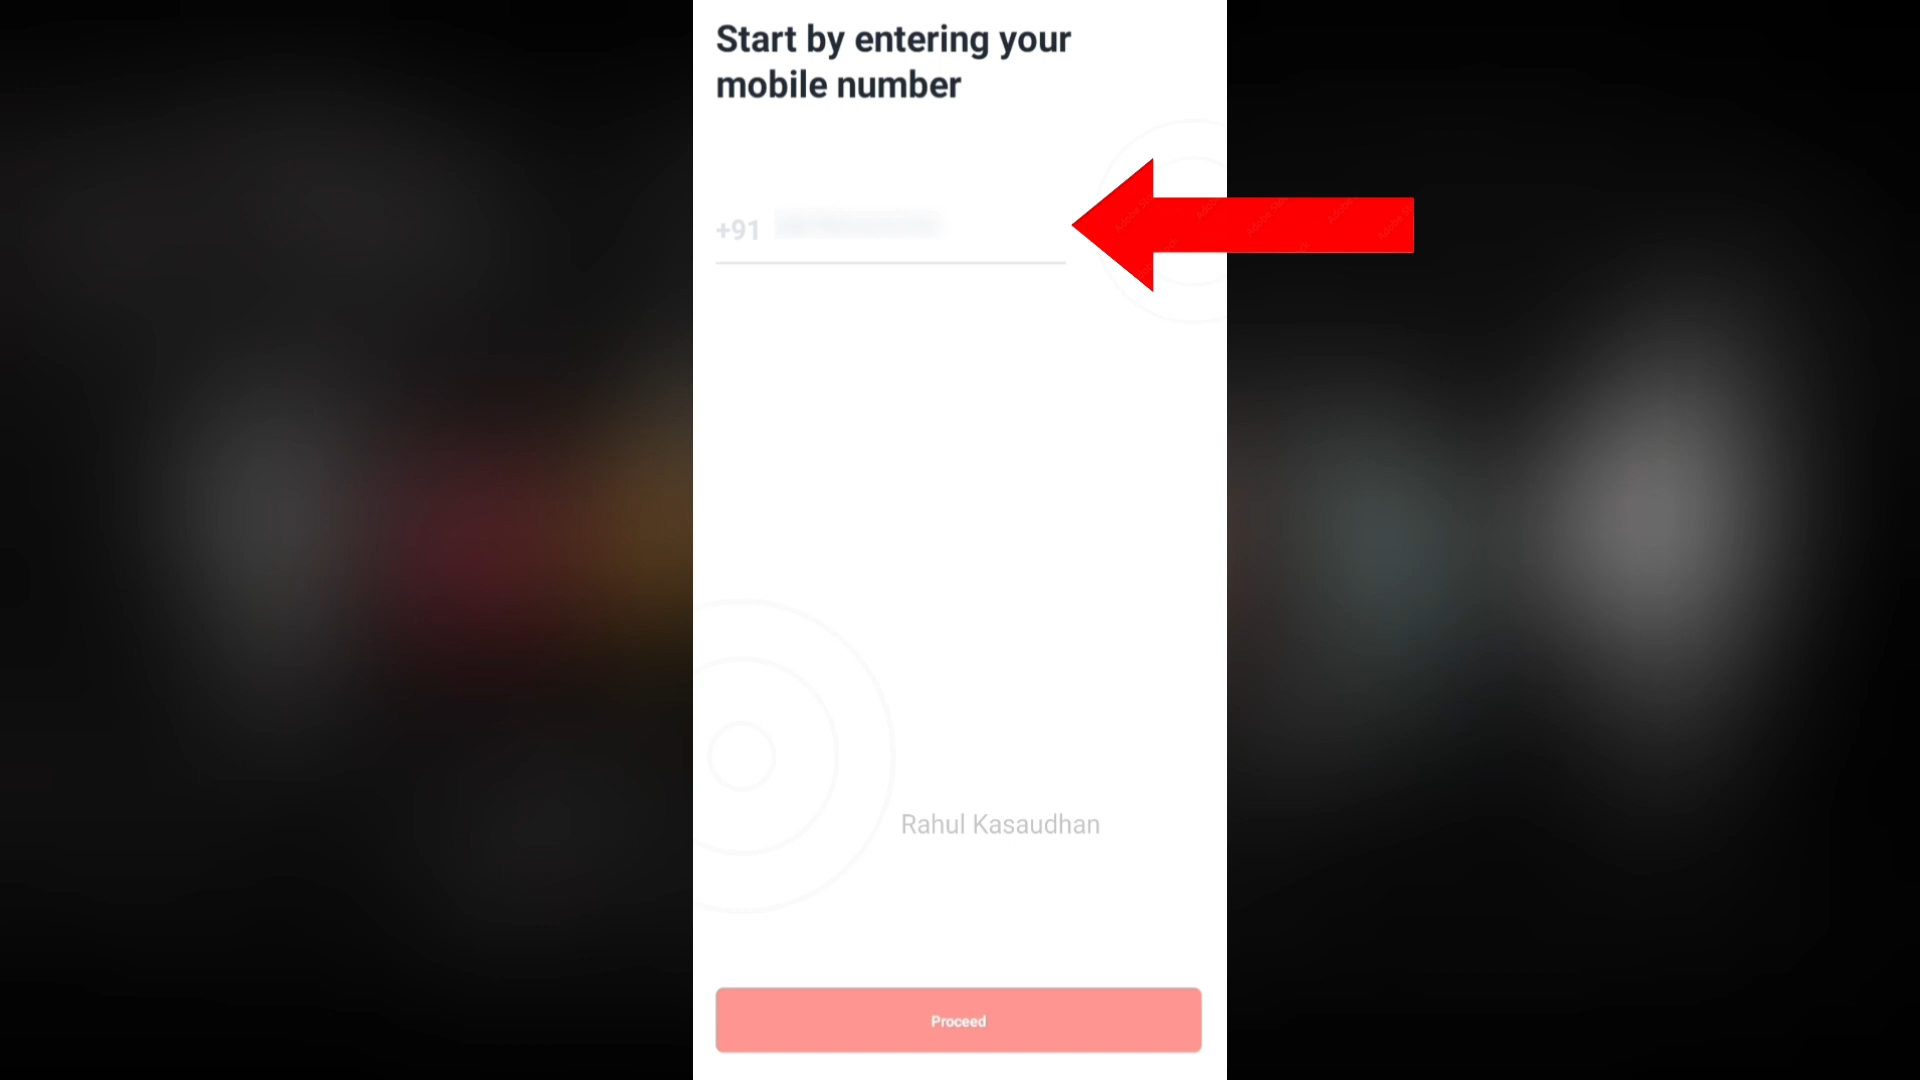 Start by entering your
mobile number
+91
Rahul Kasaudhan
Proceed